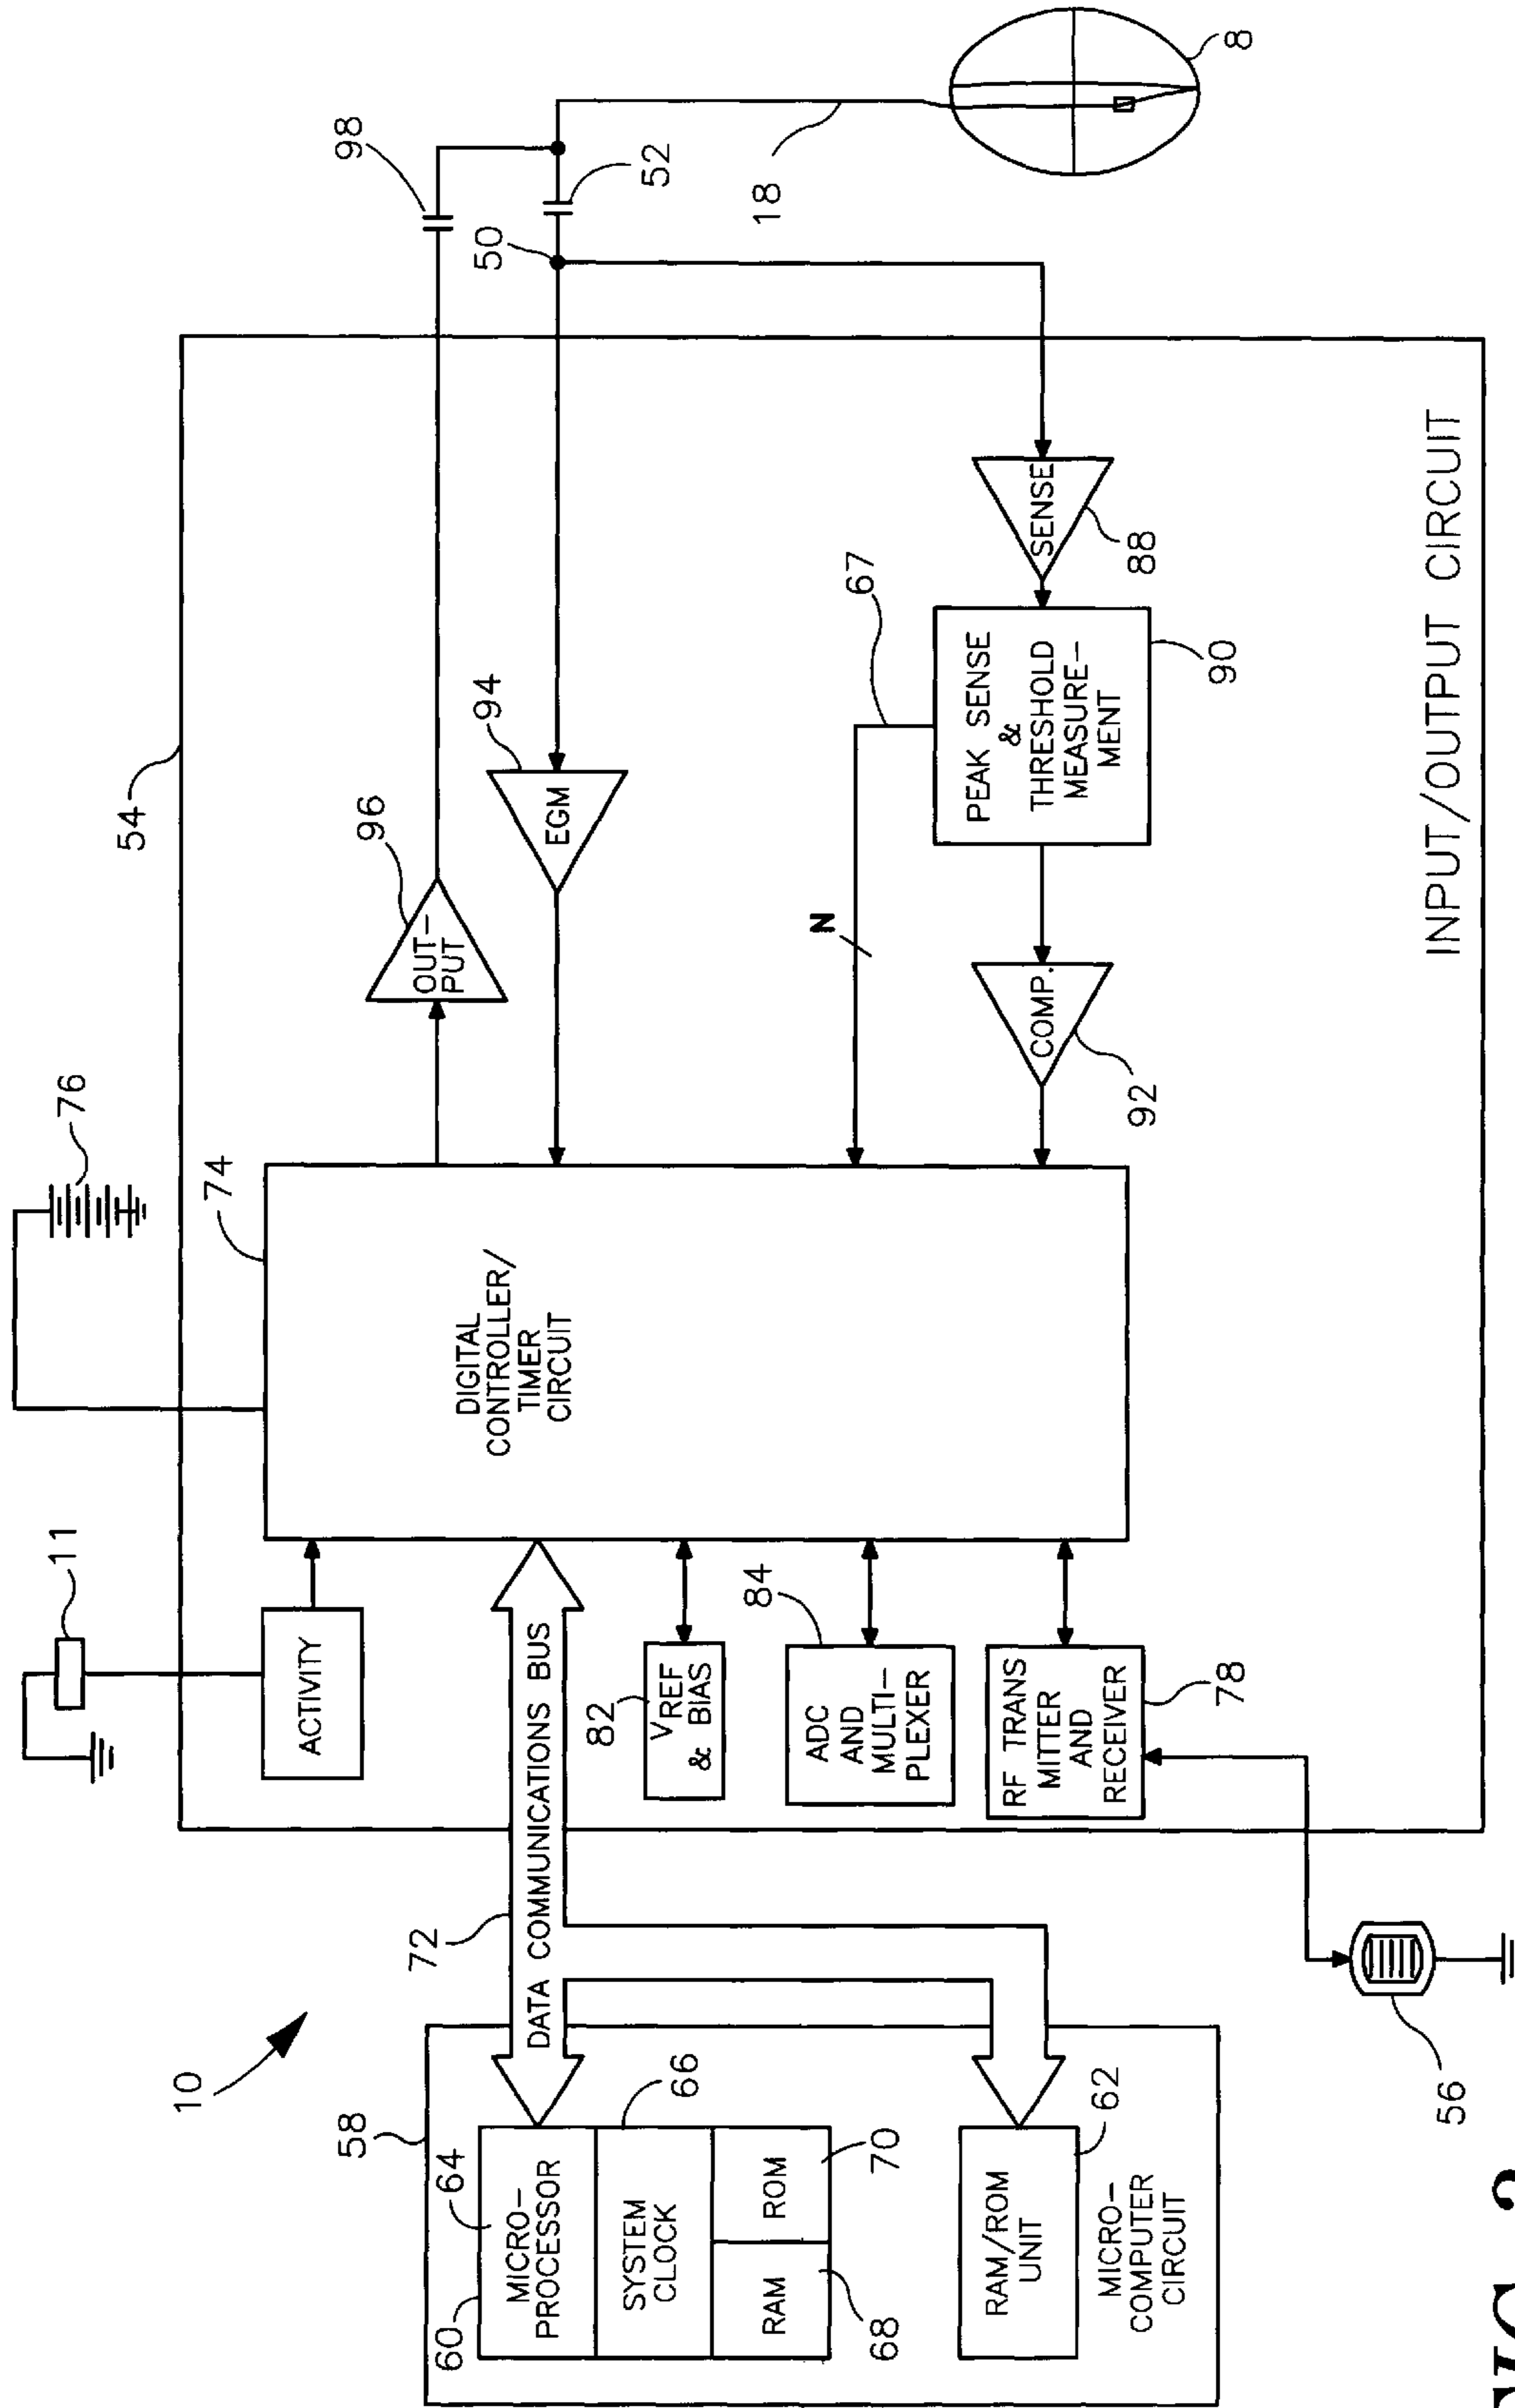 10
58
60
64
MICRO-
PROCESSOR
SYSTEM
CLOCK
66
RAM
ROM
68
70
RAM/ROM
UNIT
62
MICRO-
COMPUTER
CIRCUIT
72
DATA COMMUNICATIONS BUS
56
11
ACTIVITY
82
VREF
& BIAS
84
ADC
AND
MULTI-
PLEXER
RF TRANS
MITTER
AND
RECEIVER
78
76
74
DIGITAL
CONTROLLER/
TIMER
CIRCUIT
54
96
OUT-
PUT
94
EGM
N
67
COMP.
92
PEAK SENSE
&
THRESHOLD
MEASURE-
MENT
90
SENSE
88
INPUT/OUTPUT CIRCUIT
98
50
52
18
8